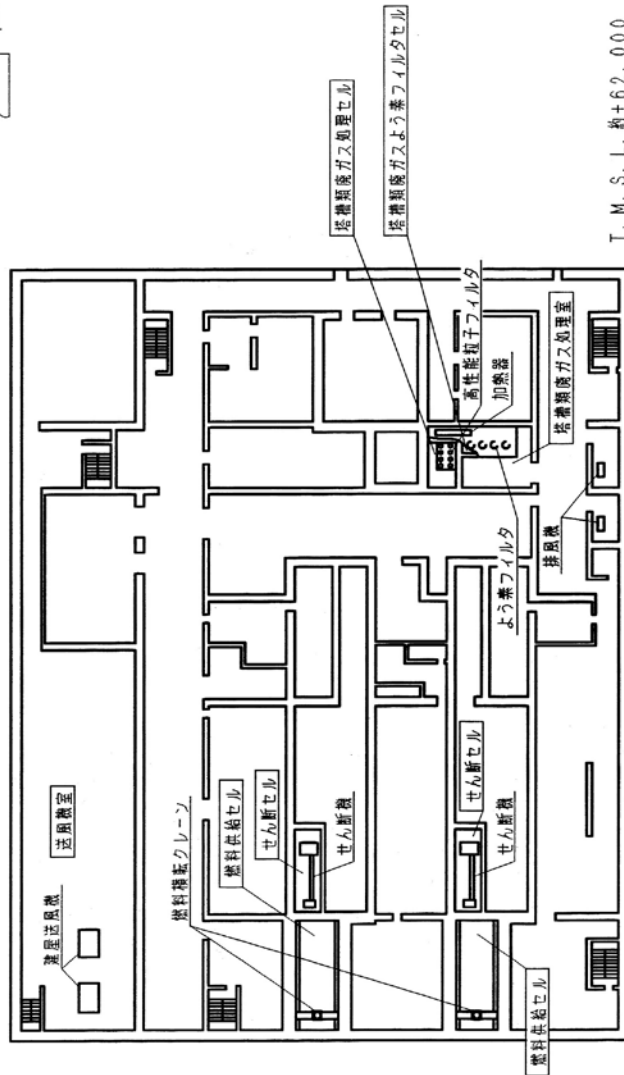 塔槽類廃ガス処理セル
塔槽類廃ガスよう素フィルタセル
高性能粒子フィルタ
加熱器
塔槽類廃ガス処理室
よう素フィルタ
排風機
送風機室
建屋送風機
燃料横転クレーン
燃料供給セル
せん断セル
せん断機
せん断セル
せん断機
燃料供給セル
T.M.S.L.約+62,000